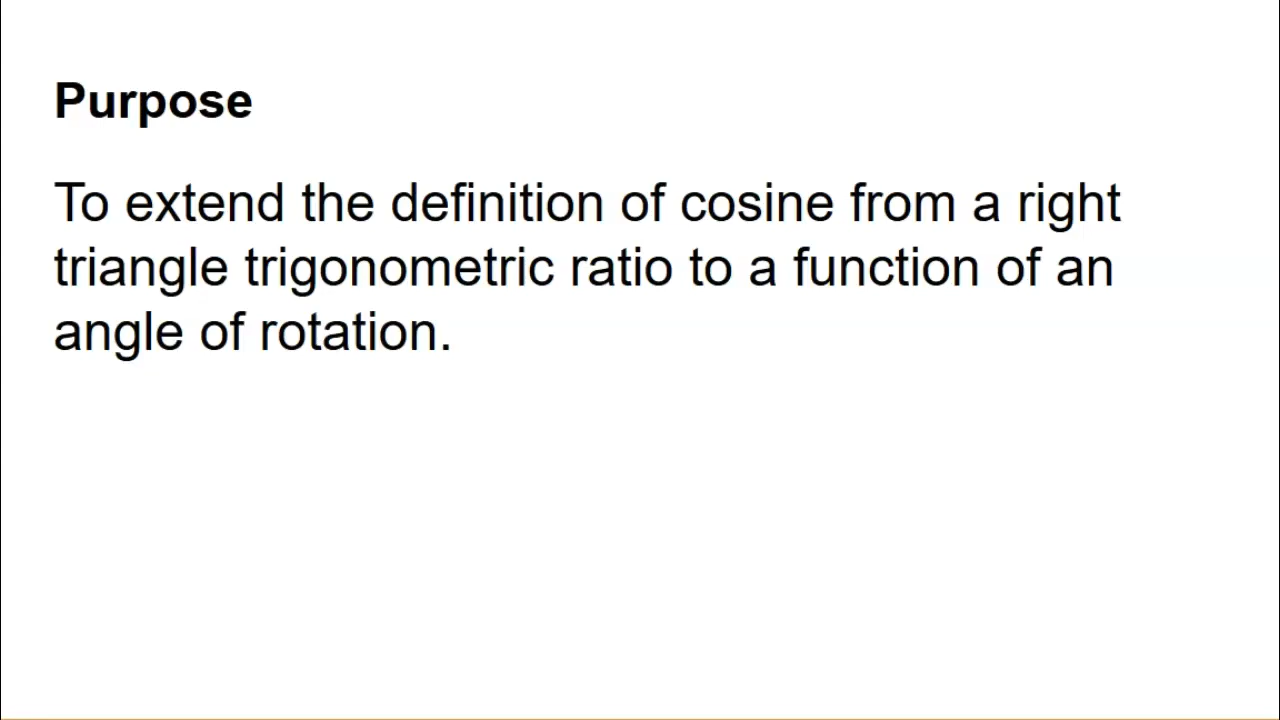 Purpose
To extend the definition of cosine from a right
triangle trigonometric ratio to a function of an
angle of rotation.